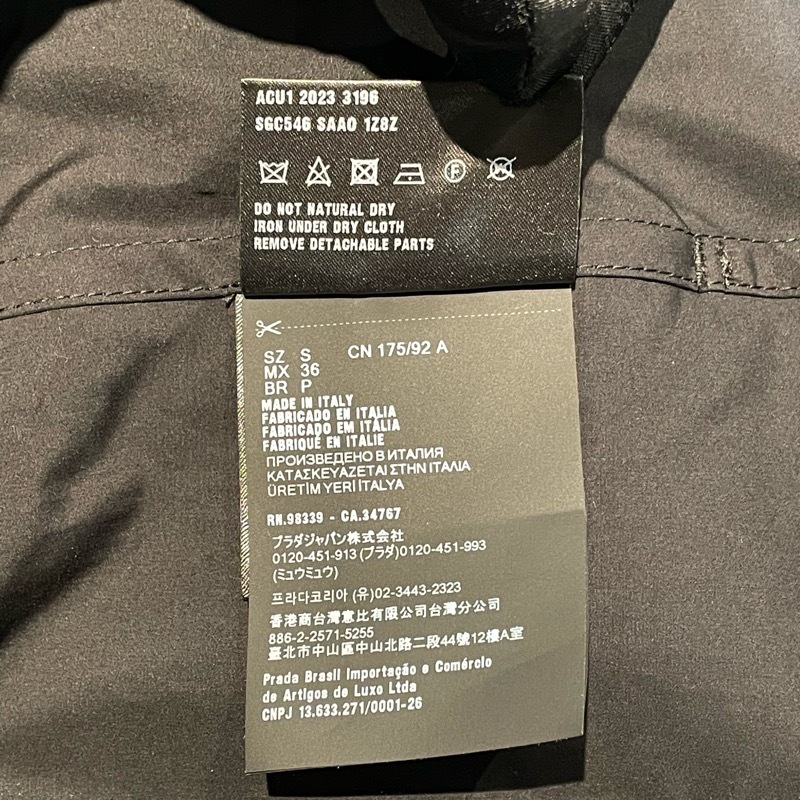 ACU1 2023 3196
SGC546 SAAO 1Z8Z
F W
DO NOT NATURAL DRY
IRON UNDER DRY CLOTH
REMOVE DETACHABLE PARTS
SZ S CN 175/92 A
MX 36
BR P
MADE IN ITALY
FABRICADO EN ITALIA
FABRICADO EM ITÁLIA
FABRIQUÉ EN ITALIE
ПРОИЗВЕДЕНО В ИТАЛИЯ
ΚΑΤΑΣΚΕΥΑΖΕΤΑΙ ΣΤΗΝ ΙΤΑΛΙΑ
ÜRETİM YERİ İTALYA
RN.98339 - CA.34767
プラダジャパン株式会社
0120-451-913 (プラダ)0120-451-993
(ミュウミュウ)
프라다코리아 (유)02-3443-2323
香港商台灣意比有限公司台灣分公司
886-2-2571-5255
臺北市中山區中山北路二段44號12樓A室
Prada Brasil Importação e Comércio
de Artigos de Luxo Ltda
CNPJ 13.633.271/0001-26